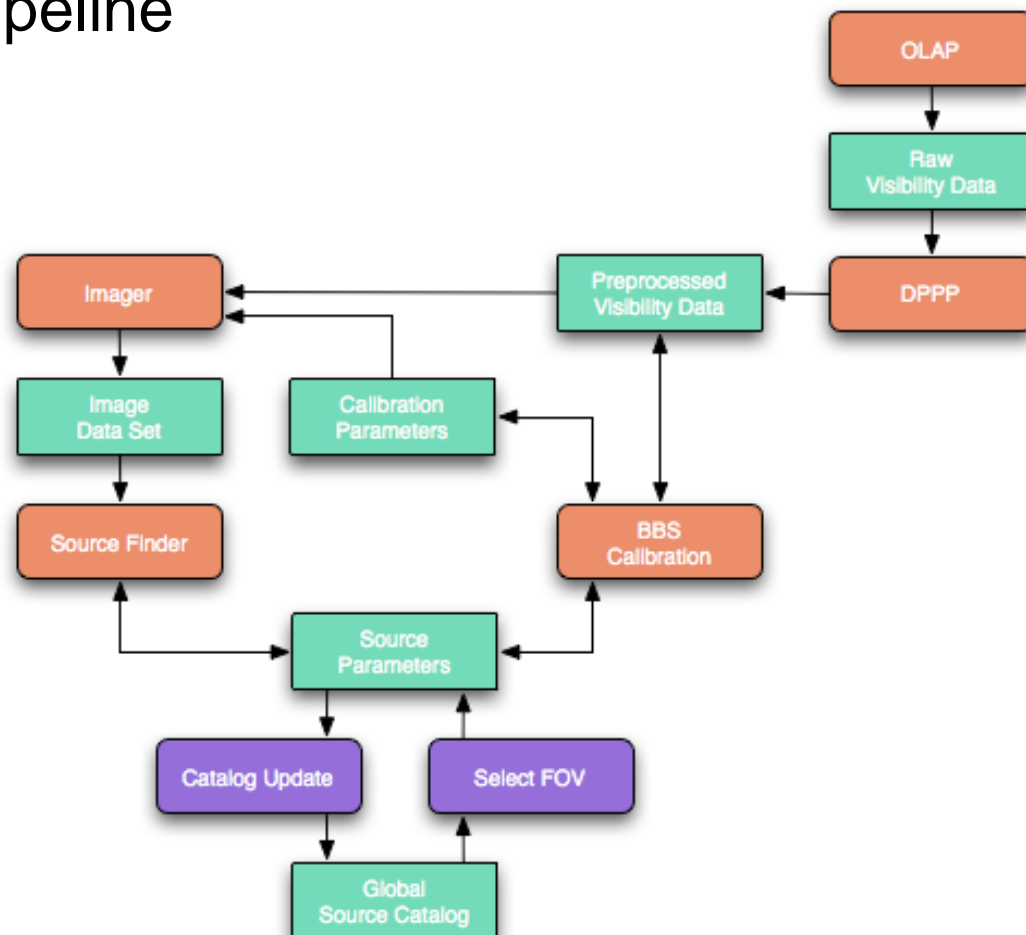 peline
OLAP
Raw
Visibility Data
Imager
Preprocessed
Visibility Data
DPPP
Image
Data Set
Calibration
Parameters
Source Finder
BBS
Calibration
Source
Parameters
Catalog Update
Select FOV
Global
Source Catalog